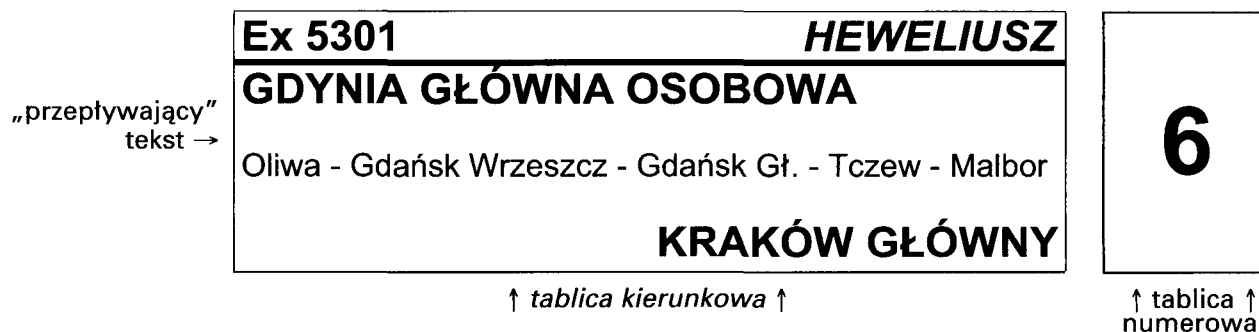 Ex 5301 HEWELIUSZ
GDYNIA GŁÓWNA OSOBOWA
„przepływający”
tekst →
Oliwa - Gdańsk Wrzeszcz - Gdańsk Gł. - Tczew - Malbor
KRAKÓW GŁÓWNY
6
↑ tablica kierunkowa ↑
↑ tablica ↑
numerowa